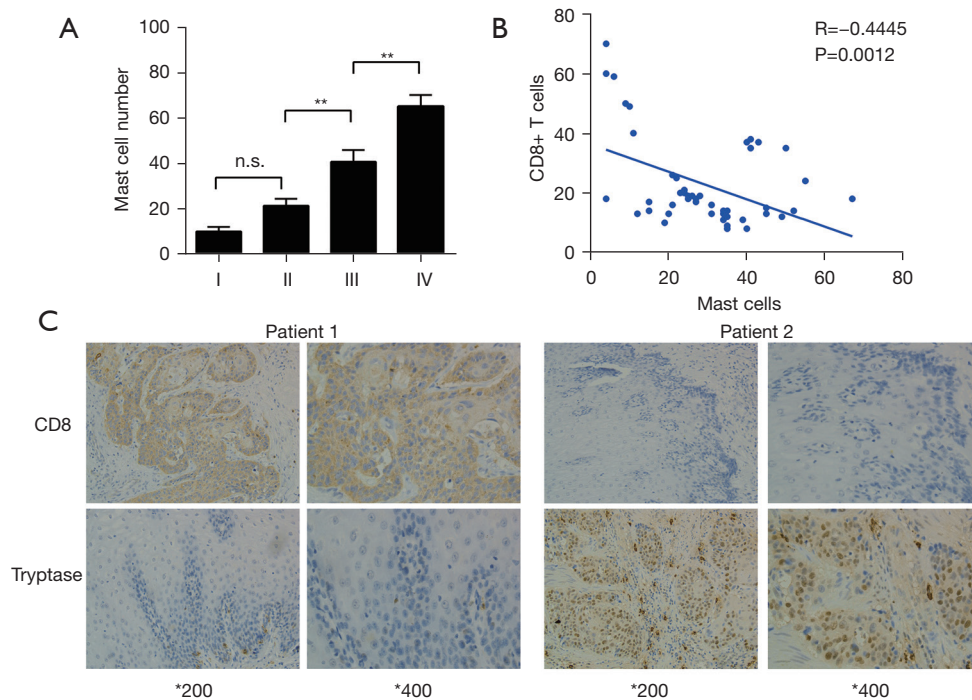 A
100
80
60
40
20
0
Mast cell number
n.s.
**
**
I II III IV
B
R=−0.4445
P=0.0012
80
60
40
20
0
CD8+ T cells
0 20 40 60 80
Mast cells
C
Patient 1 Patient 2
CD8
Tryptase
*200 *400 *200 *400